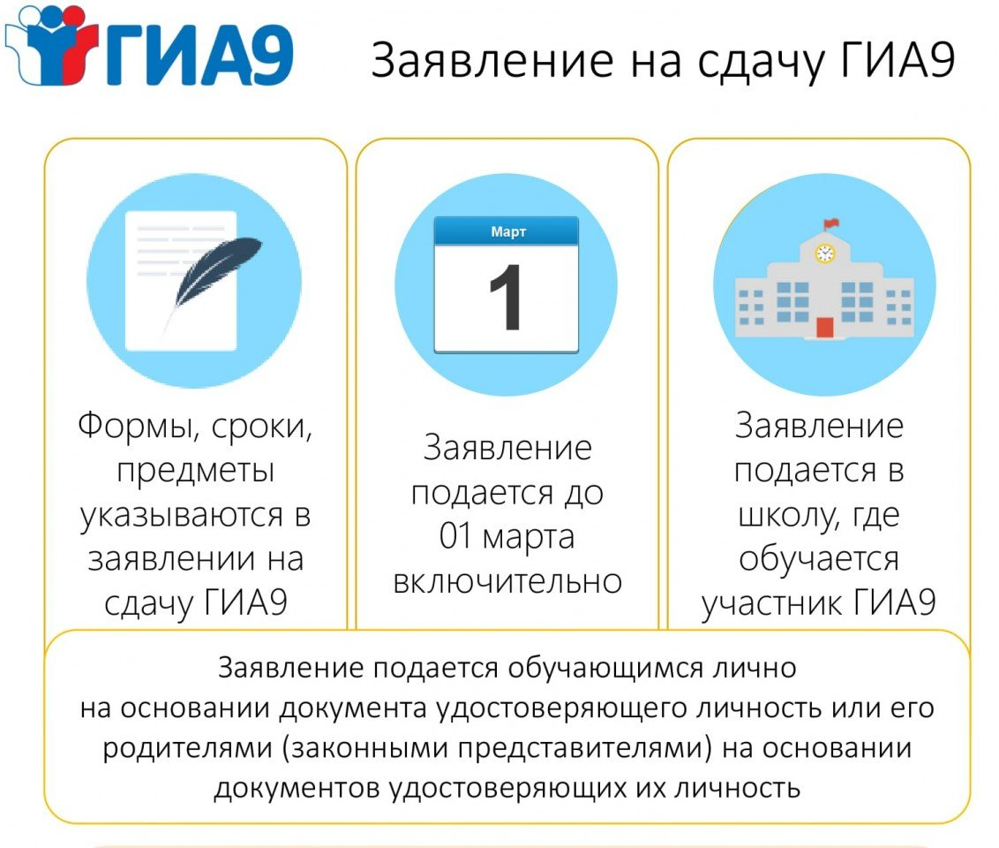 ГИА9
Заявление на сдачу ГИА9
Формы, сроки,
предметы
указываются в
заявлении на
сдачу ГИА9
Март
1
Заявление
подается до
01 марта
включительно
Заявление
подается в
школу, где
обучается
участник ГИА9
Заявление подается обучающимся лично
на основании документа удостоверяющего личность или его
родителями (законными представителями) на основании
документов удостоверяющих их личность